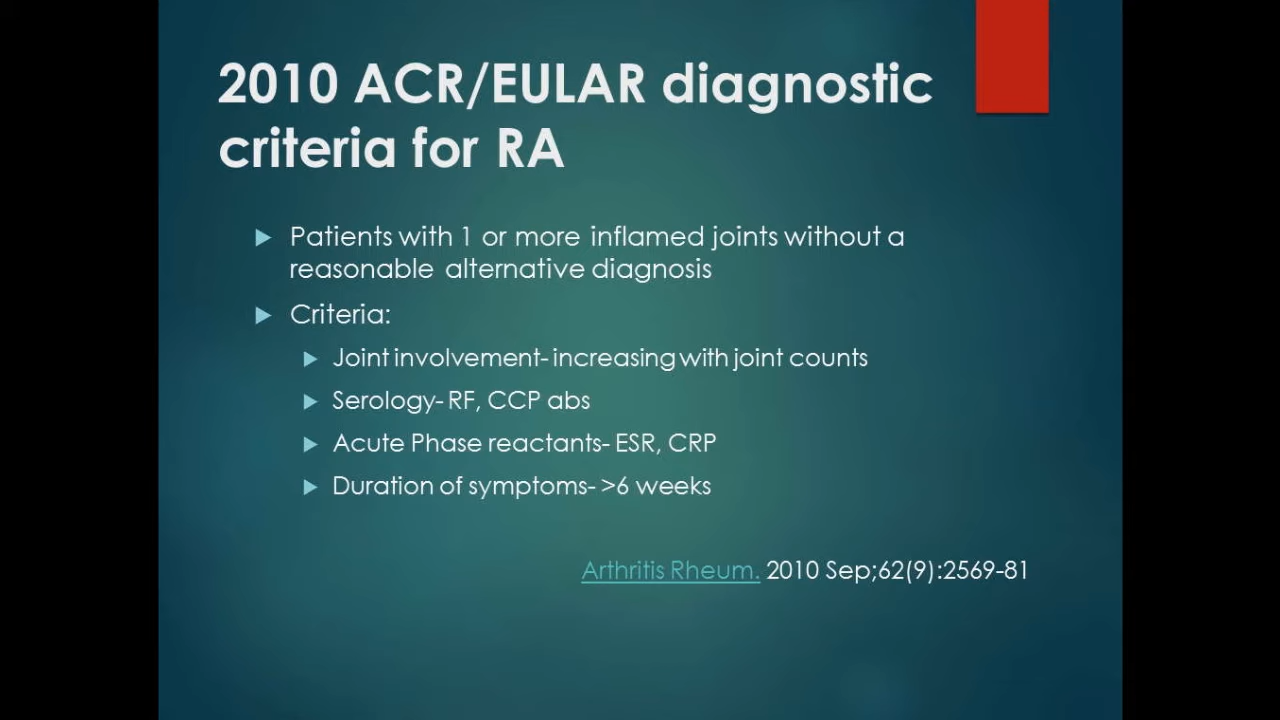 2010 ACR/EULAR diagnostic
criteria for RA
Patients with 1 or more inflamed joints without a
reasonable alternative diagnosis
Criteria:
Joint involvement- increasing with joint counts
Serology- RF, CCP abs
Acute Phase reactants- ESR, CRP
Duration of symptoms- >6 weeks
Arthritis Rheum. 2010 Sep;62(9):2569-81